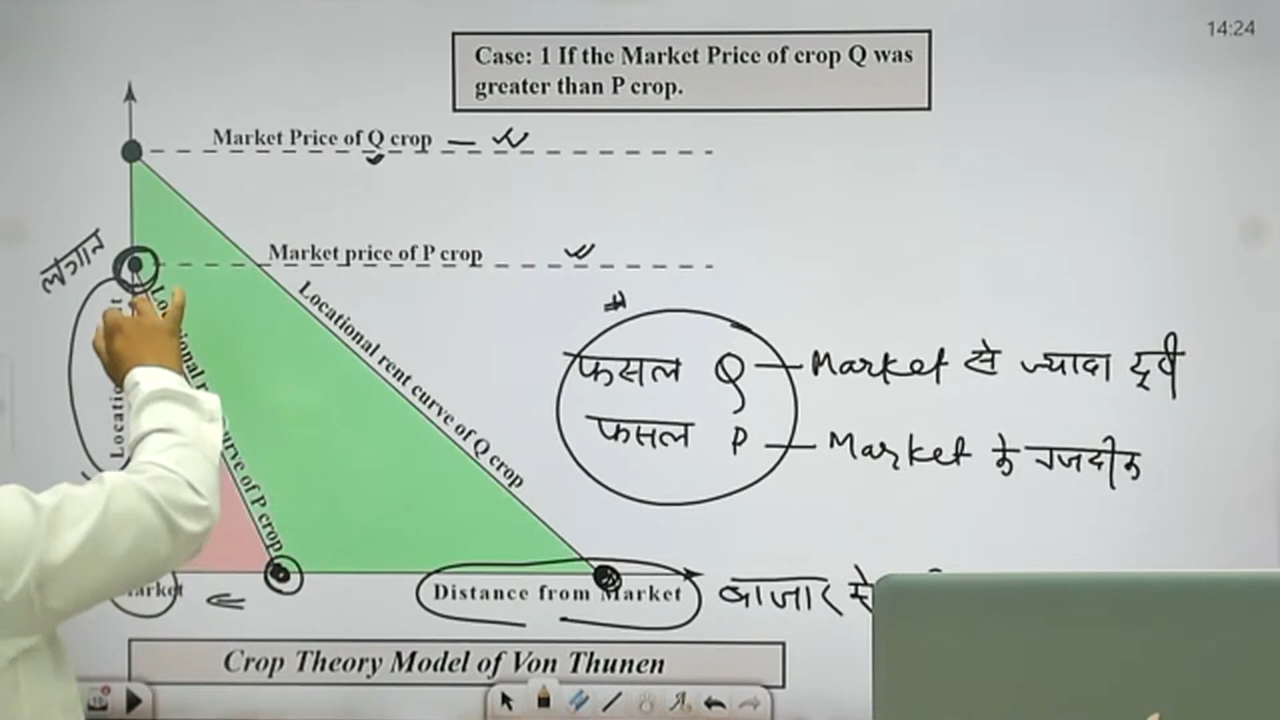 14:24
Case: 1 If the Market Price of crop Q was
greater than P crop.
Market Price of Q crop
लगान
Market price of P crop
Locational rent curve of Q crop
फसल Q — Market से ज्यादा दूरी
फसल P — Market के नजदीक
curve of P crop
Distance from Market
बाजार से
Crop Theory Model of Von Thunen